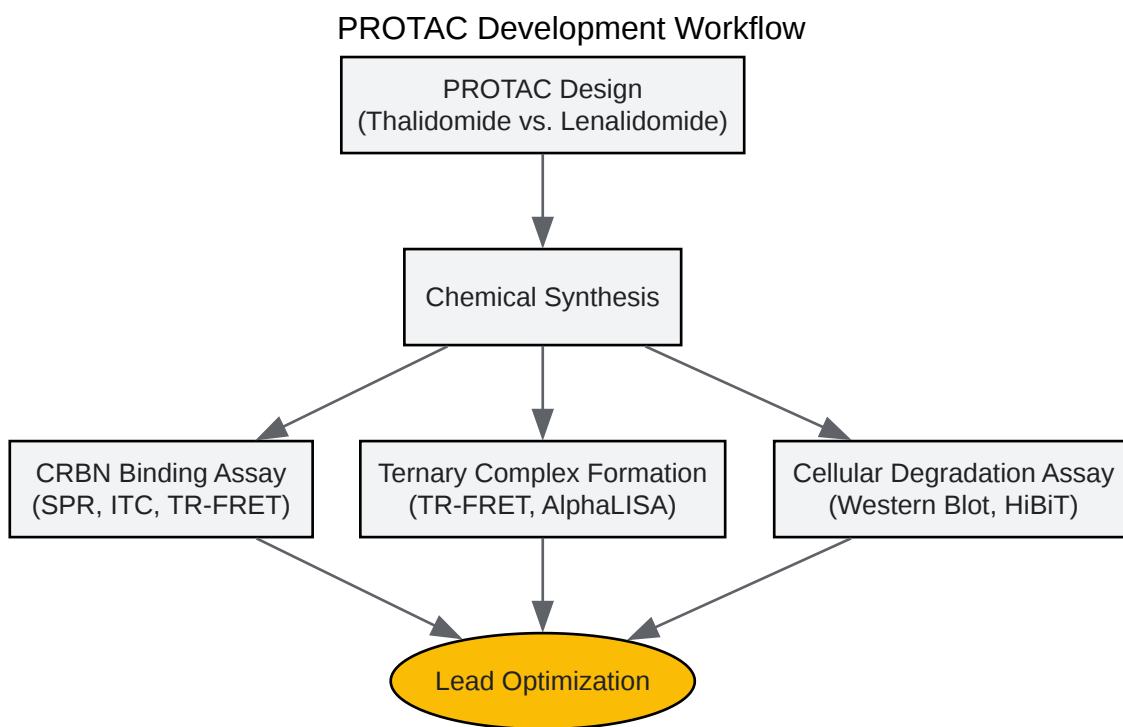 PROTAC Development Workflow
PROTAC Design
(Thalidomide vs. Lenalidomide)
Chemical Synthesis
CRBN Binding Assay
(SPR, ITC, TR-FRET)
Ternary Complex Formation
(TR-FRET, AlphaLISA)
Cellular Degradation Assay
(Western Blot, HiBiT)
Lead Optimization